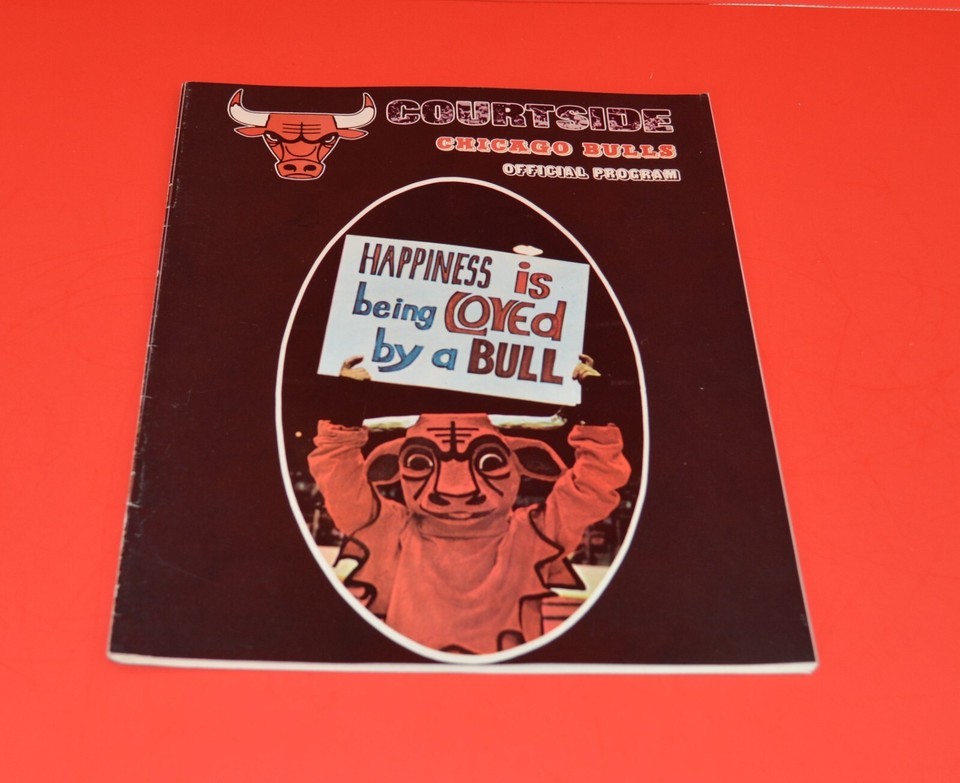 COURTSIDE
CHICAGO BULLS
OFFICIAL PROGRAM
HAPPINESS is
being LOVEd
by a BULL